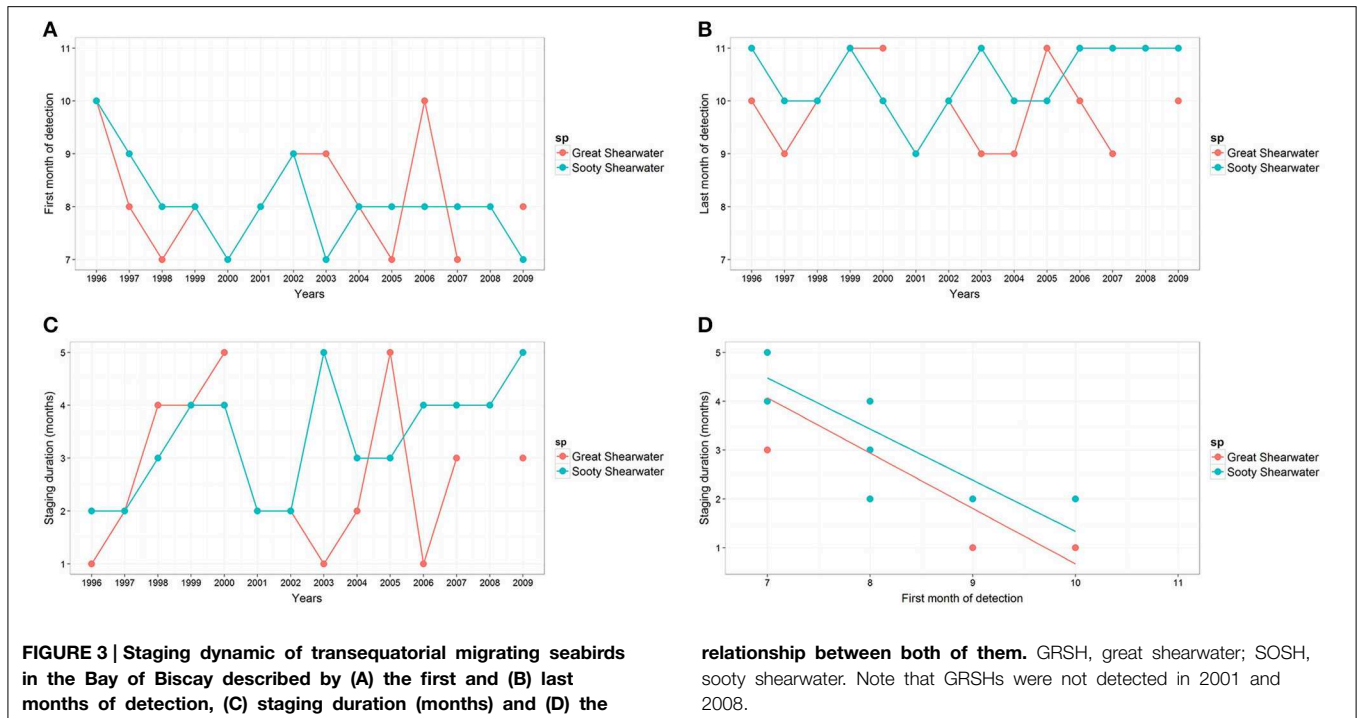 A
First month of detection
11
10
9
8
7
1996 1997 1998 1999 2000 2001 2002 2003 2004 2005 2006 2007 2008 2009
Years
sp
Great Shearwater
Sooty Shearwater
B
Last month of detection
11
10
9
8
7
1996 1997 1998 1999 2000 2001 2002 2003 2004 2005 2006 2007 2008 2009
Years
sp
Great Shearwater
Sooty Shearwater
C
Staging duration (months)
5
4
3
2
1
1996 1997 1998 1999 2000 2001 2002 2003 2004 2005 2006 2007 2008 2009
Years
sp
Great Shearwater
Sooty Shearwater
D
Staging duration (months)
5
4
3
2
1
7 8 9 10 11
First month of detection
sp
Great Shearwater
Sooty Shearwater
FIGURE 3 | Staging dynamic of transequatorial migrating seabirds
in the Bay of Biscay described by (A) the first and (B) last
months of detection, (C) staging duration (months) and (D) the
relationship between both of them. GRSH, great shearwater; SOSH,
sooty shearwater. Note that GRSHs were not detected in 2001 and
2008.